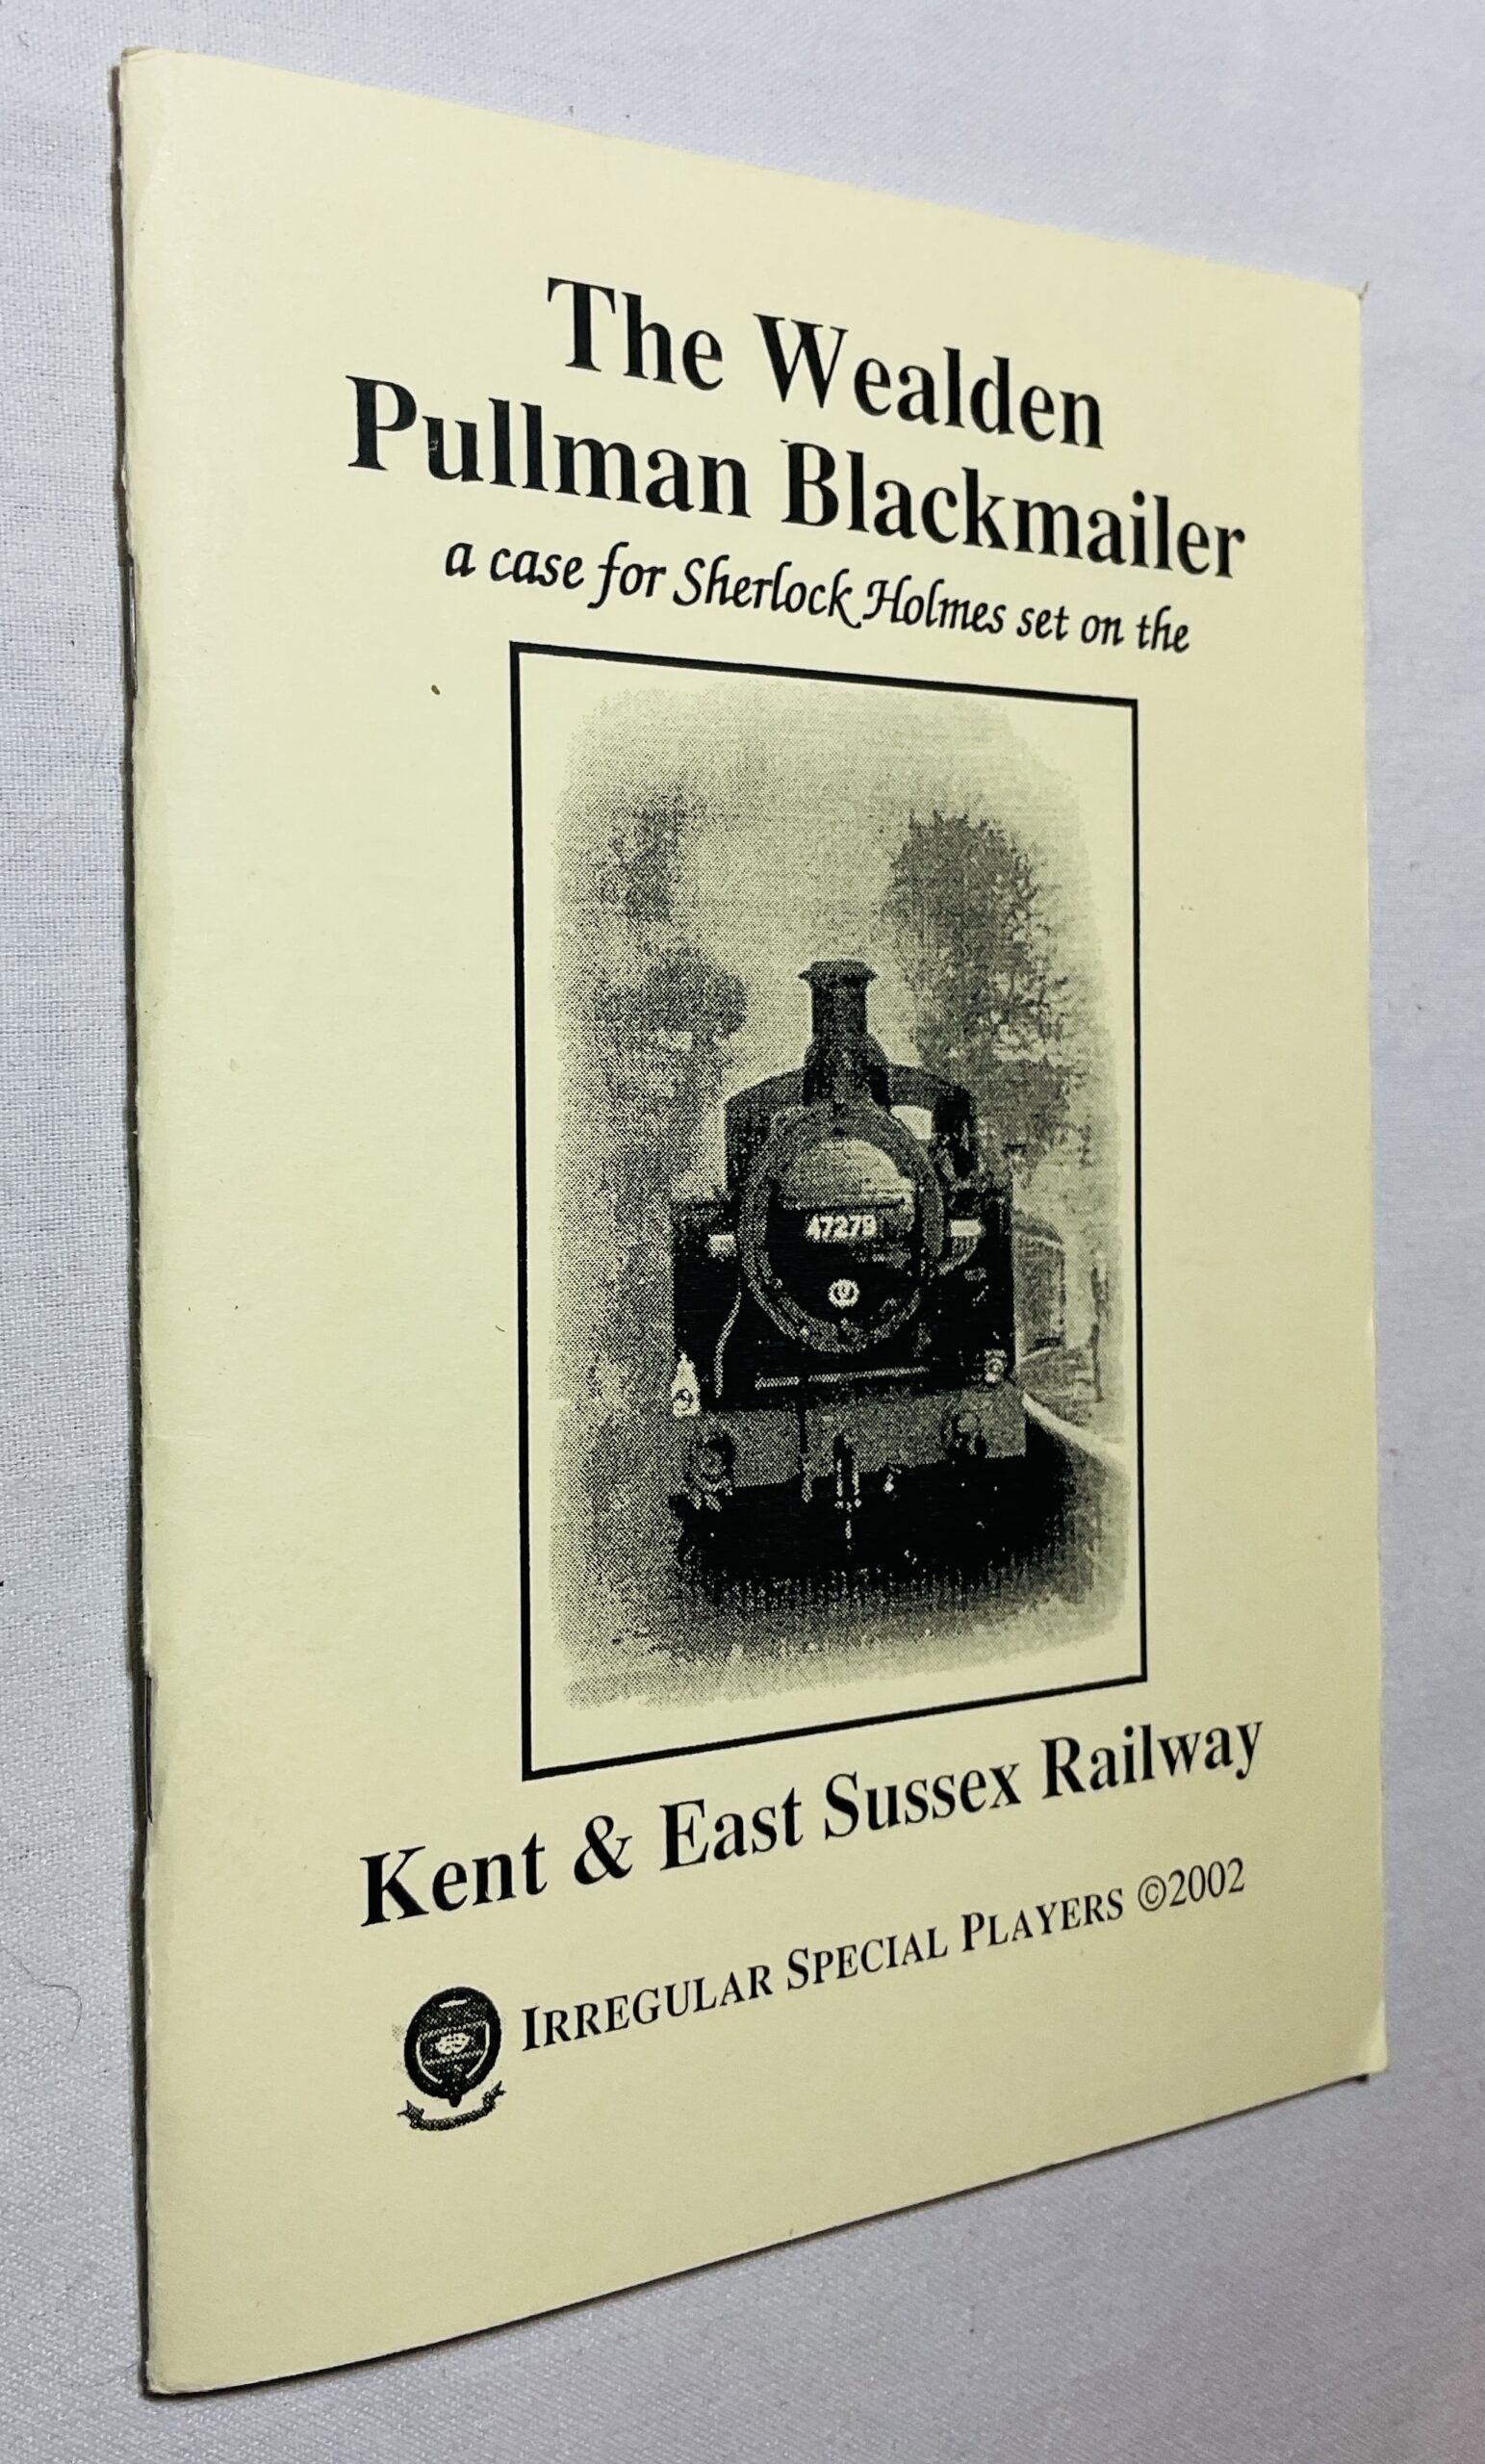 The Wealden
Pullman Blackmailer
a case for Sherlock Holmes set on the
47279
Kent & East Sussex Railway
IRREGULAR SPECIAL PLAYERS ©2002